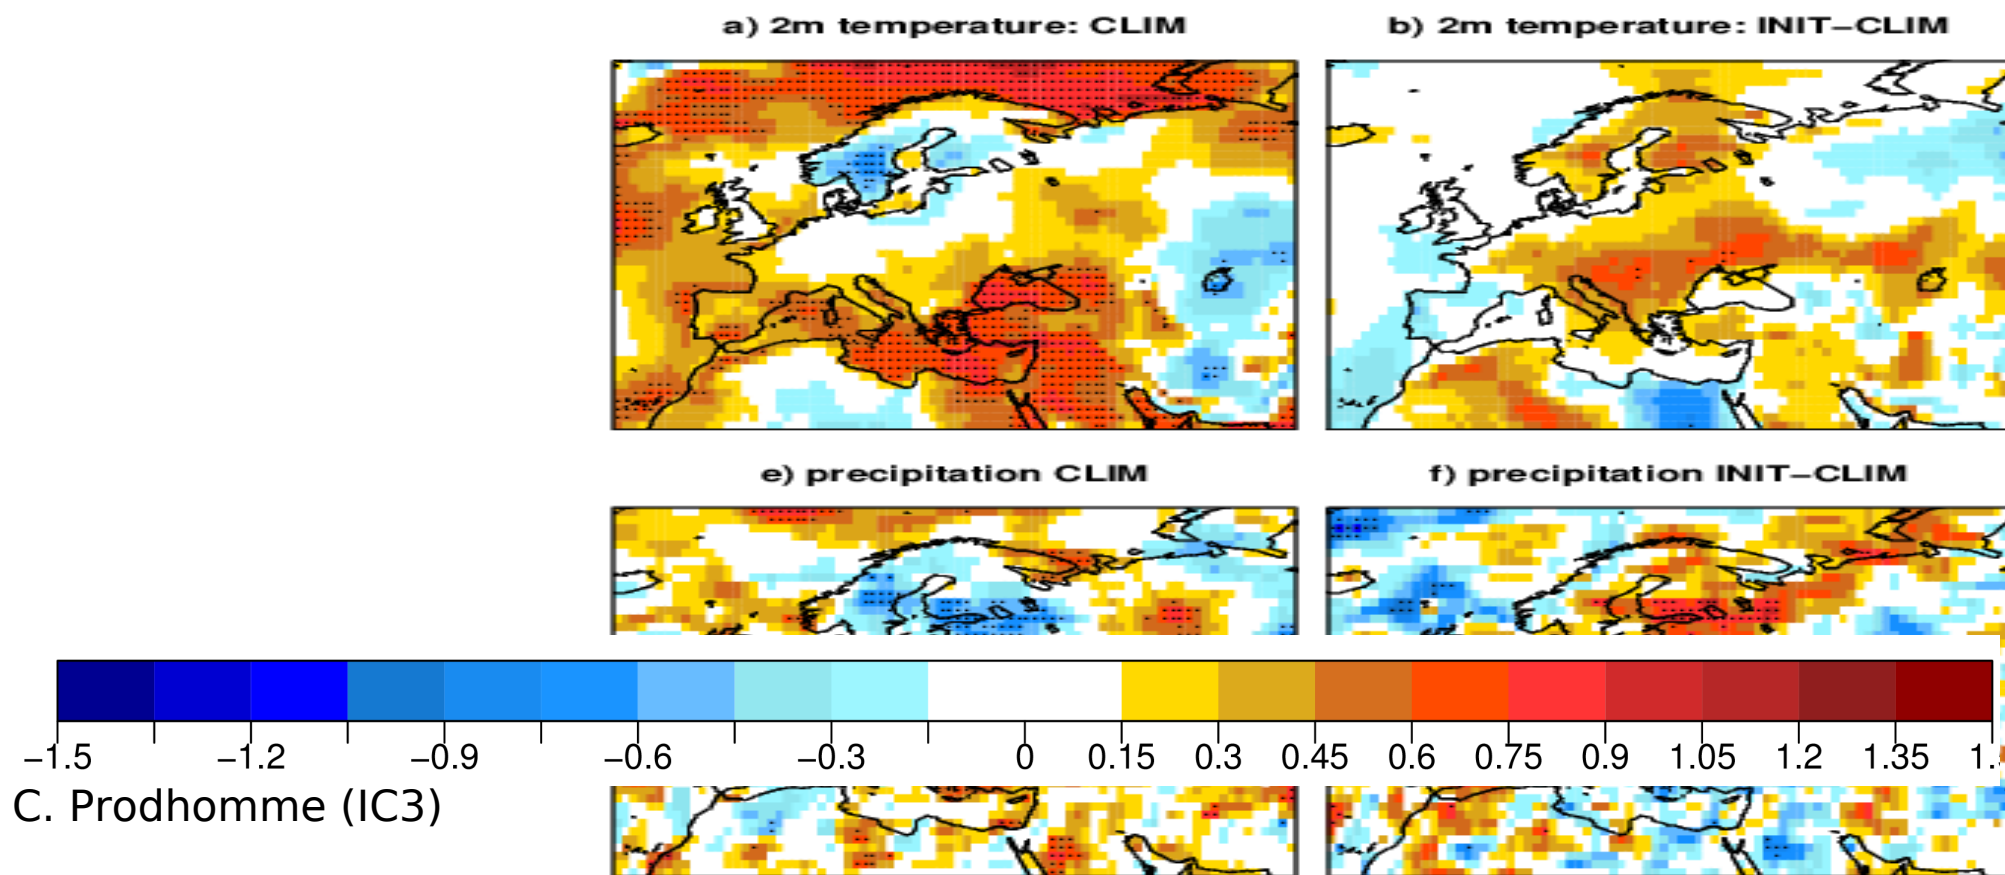 a) 2m temperature: CLIM
b) 2m temperature: INIT−CLIM
e) precipitation CLIM
f) precipitation INIT−CLIM
−1.5 −1.2 −0.9 −0.6 −0.3 0 0.15 0.3 0.45 0.6 0.75 0.9 1.05 1.2 1.35
C. Prodhomme (IC3)